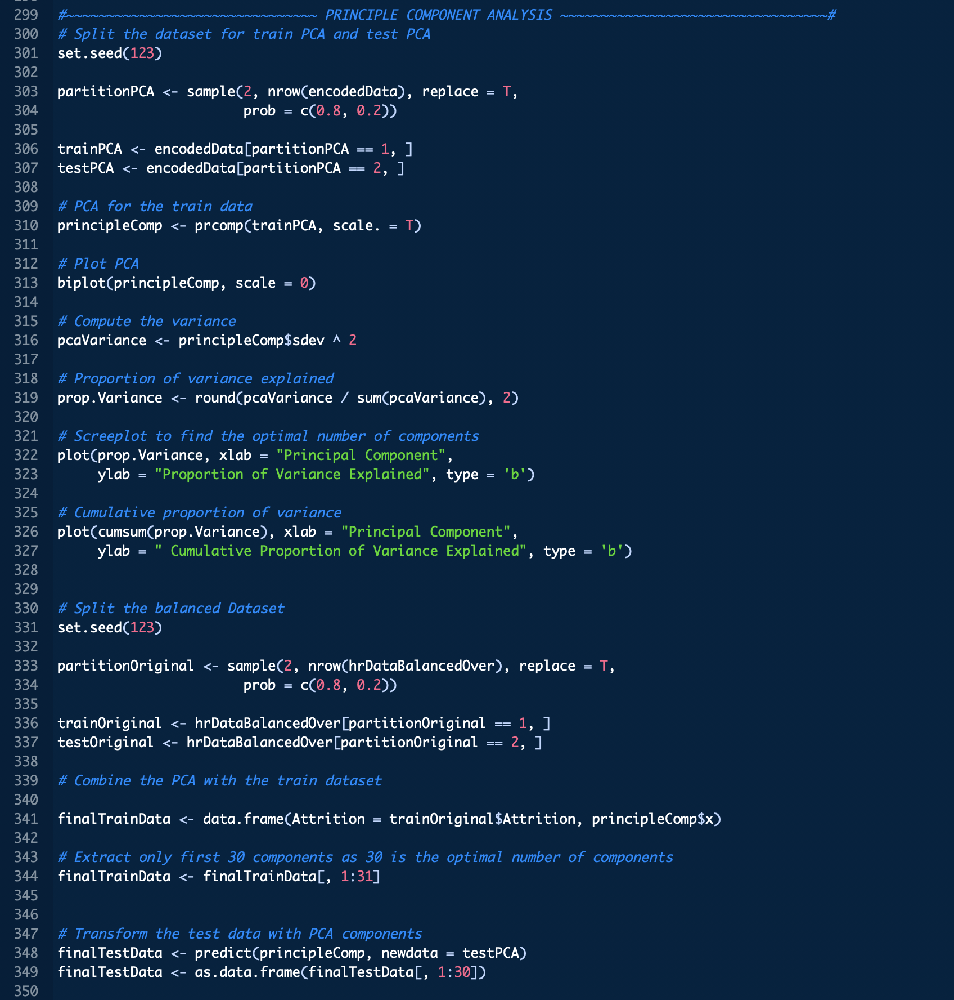 299 #~~~~~~~~~~~~~~~~~~~~~~~~~~~~~~~ PRINCIPLE COMPONENT ANALYSIS ~~~~~~~~~~~~~~~~~~~~~~~~~~~~~~~~~#
300 # Split the dataset for train PCA and test PCA
301 set.seed(123)
302
303 partitionPCA <- sample(2, nrow(encodedData), replace = T,
304                        prob = c(0.8, 0.2))
305
306 trainPCA <- encodedData[partitionPCA == 1, ]
307 testPCA <- encodedData[partitionPCA == 2, ]
308
309 # PCA for the train data
310 principleComp <- prcomp(trainPCA, scale. = T)
311
312 # Plot PCA
313 biplot(principleComp, scale = 0)
314
315 # Compute the variance
316 pcaVariance <- principleComp$sdev ^ 2
317
318 # Proportion of variance explained
319 prop.Variance <- round(pcaVariance / sum(pcaVariance), 2)
320
321 # Screeplot to find the optimal number of components
322 plot(prop.Variance, xlab = "Principal Component",
323      ylab = "Proportion of Variance Explained", type = 'b')
324
325 # Cumulative proportion of variance
326 plot(cumsum(prop.Variance), xlab = "Principal Component",
327      ylab = " Cumulative Proportion of Variance Explained", type = 'b')
328
329
330 # Split the balanced Dataset
331 set.seed(123)
332
333 partitionOriginal <- sample(2, nrow(hrDataBalancedOver), replace = T,
334                        prob = c(0.8, 0.2))
335
336 trainOriginal <- hrDataBalancedOver[partitionOriginal == 1, ]
337 testOriginal <- hrDataBalancedOver[partitionOriginal == 2, ]
338
339 # Combine the PCA with the train dataset
340
341 finalTrainData <- data.frame(Attrition = trainOriginal$Attrition, principleComp$x)
342
343 # Extract only first 30 components as 30 is the optimal number of components
344 finalTrainData <- finalTrainData[, 1:31]
345
346
347 # Transform the test data with PCA components
348 finalTestData <- predict(principleComp, newdata = testPCA)
349 finalTestData <- as.data.frame(finalTestData[, 1:30])
350